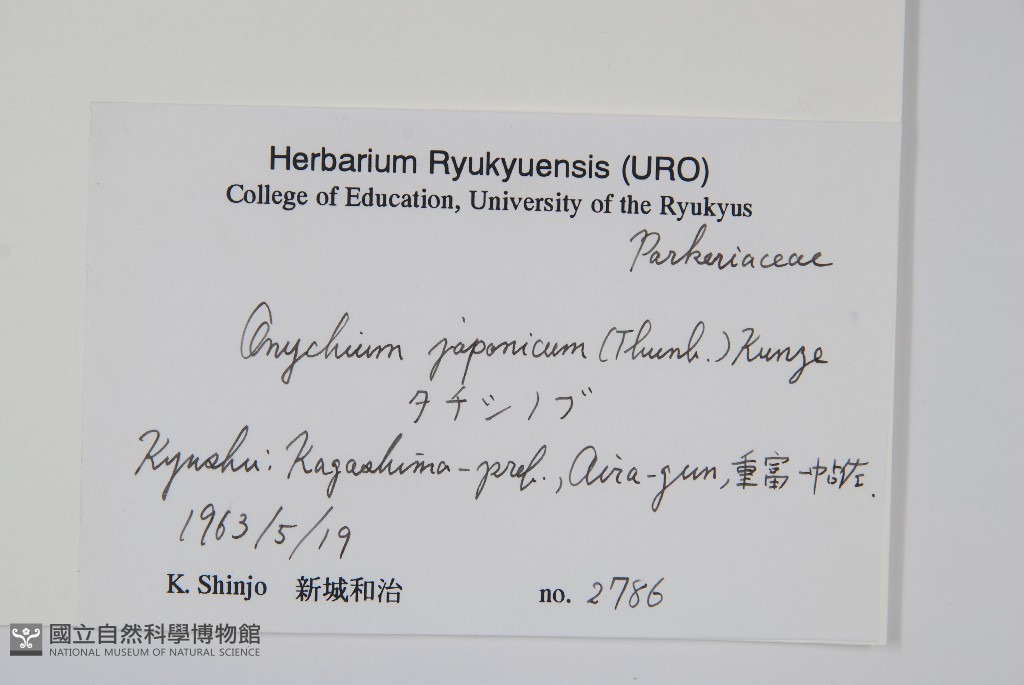 Herbarium Ryukyuensis (URO)
College of Education, University of the Ryukyus
Parkeriaceae
Onychium japonicum (Thunb.) Kunze
タチシノブ
Kyushu: Kagoshima-pref., Aira-gun, 重富
1963/5/19
K. Shinjo 新城和治 no. 2786
國立自然科學博物館
NATIONAL MUSEUM OF NATURAL SCIENCE